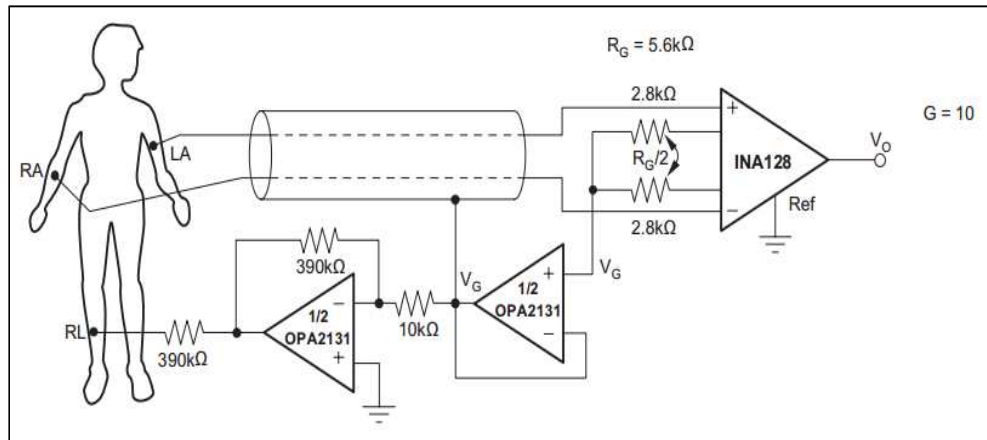 R_G = 5.6kΩ
2.8kΩ
G = 10
LA
RA
+
R_G/2
INA128
V_O
−
2.8kΩ
Ref
390kΩ
V_G
+
V_G
1/2
OPA2131
−
−
1/2
OPA2131
+
10kΩ
RL
390kΩ